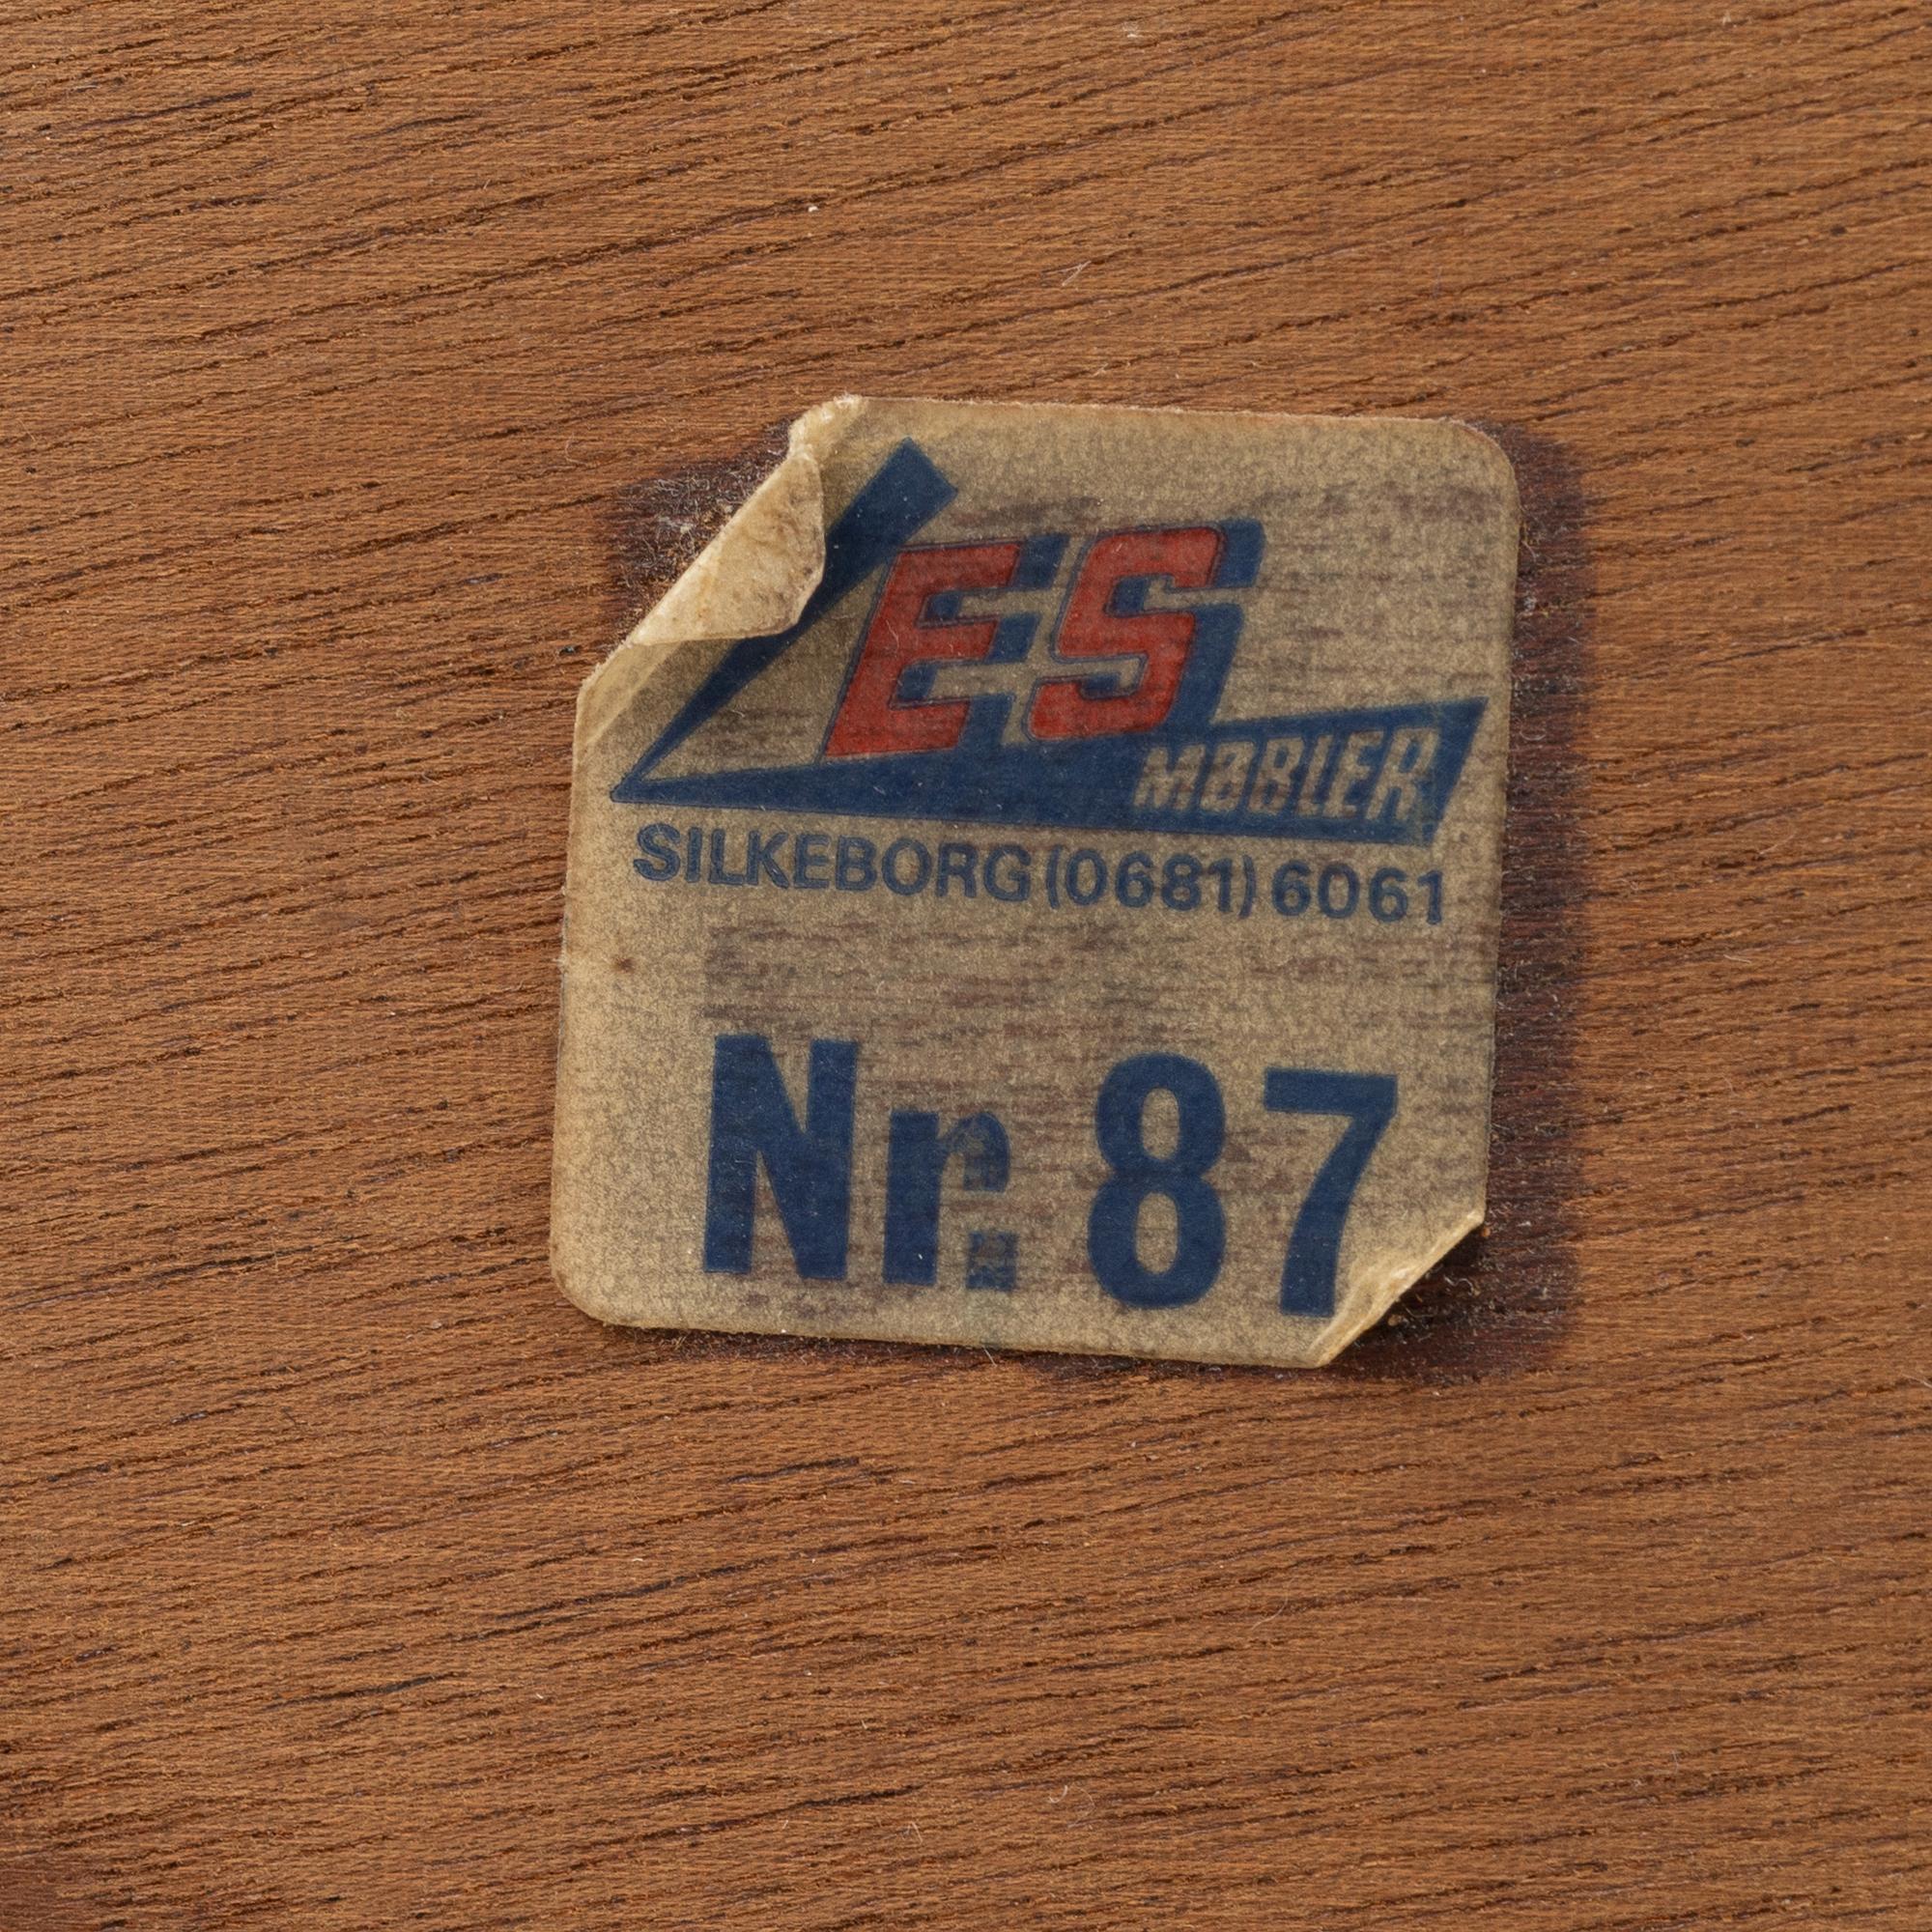 ES
MØBLER
SILKEBORG (0681) 6061
Nr. 87